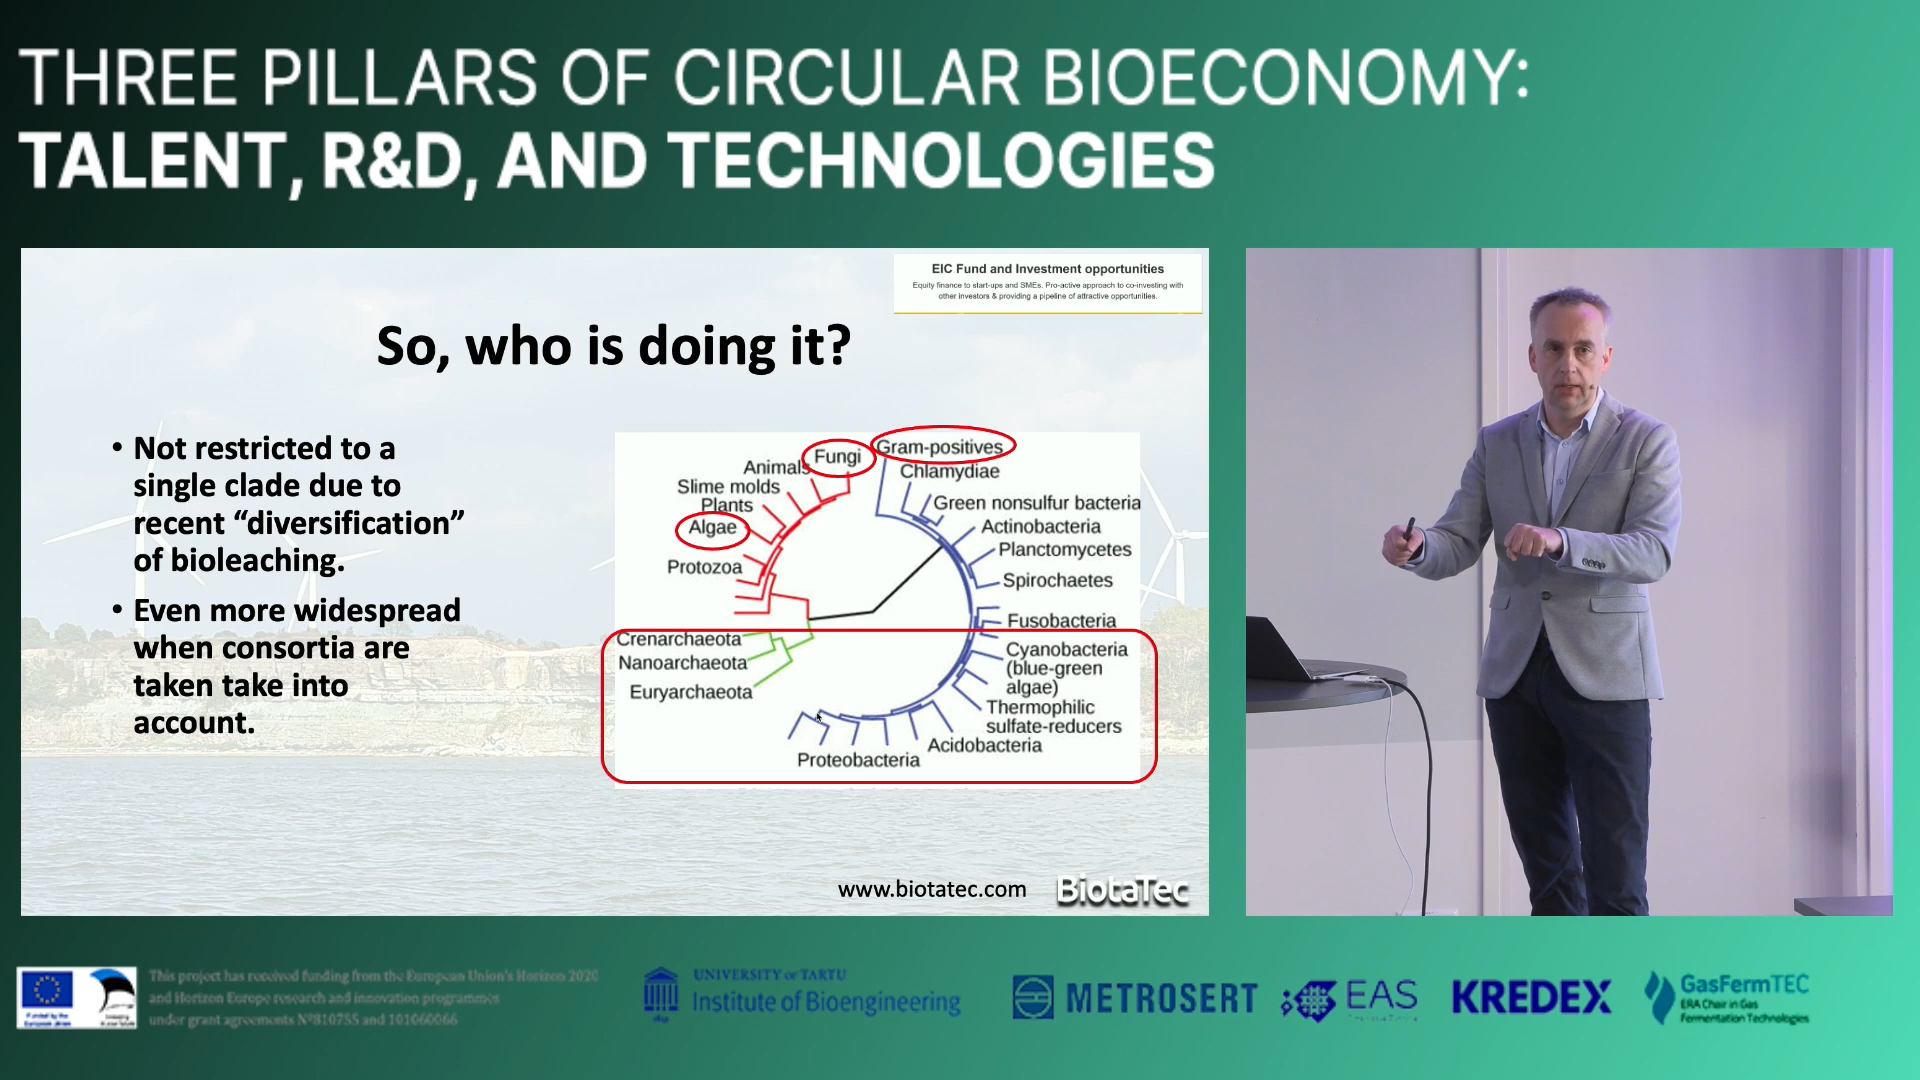 THREE PILLARS OF CIRCULAR BIOECONOMY:
TALENT, R&D, AND TECHNOLOGIES
EIC Fund and Investment opportunities
Equity finance to start-ups and SMEs. Pro-active approach to co-investing with
other investors & providing a pipeline of attractive opportunities.
So, who is doing it?
• Not restricted to a
single clade due to
recent “diversification”
of bioleaching.
• Even more widespread
when consortia are
taken take into
account.
Fungi
Gram-positives
Animals
Chlamydiae
Slime molds
Green nonsulfur bacteria
Plants
Algae
Actinobacteria
Planctomycetes
Protozoa
Spirochaetes
Fusobacteria
Crenarchaeota
Cyanobacteria
(blue-green
algae)
Nanoarchaeota
Euryarchaeota
Thermophilic
sulfate-reducers
Acidobacteria
Proteobacteria
www.biotatec.com
BiotaTec
Funded by the
European Union
This project has received funding from the European Union's Horizon 2020
and Horizon Europe research and innovation programmes
under grant agreements Nº810755 and 101060066
UNIVERSITY OF TARTU
Institute of Bioengineering
METROSERT
EAS
KREDEX
GasFermTEC
ERA Chair in Gas
Fermentation Technologies